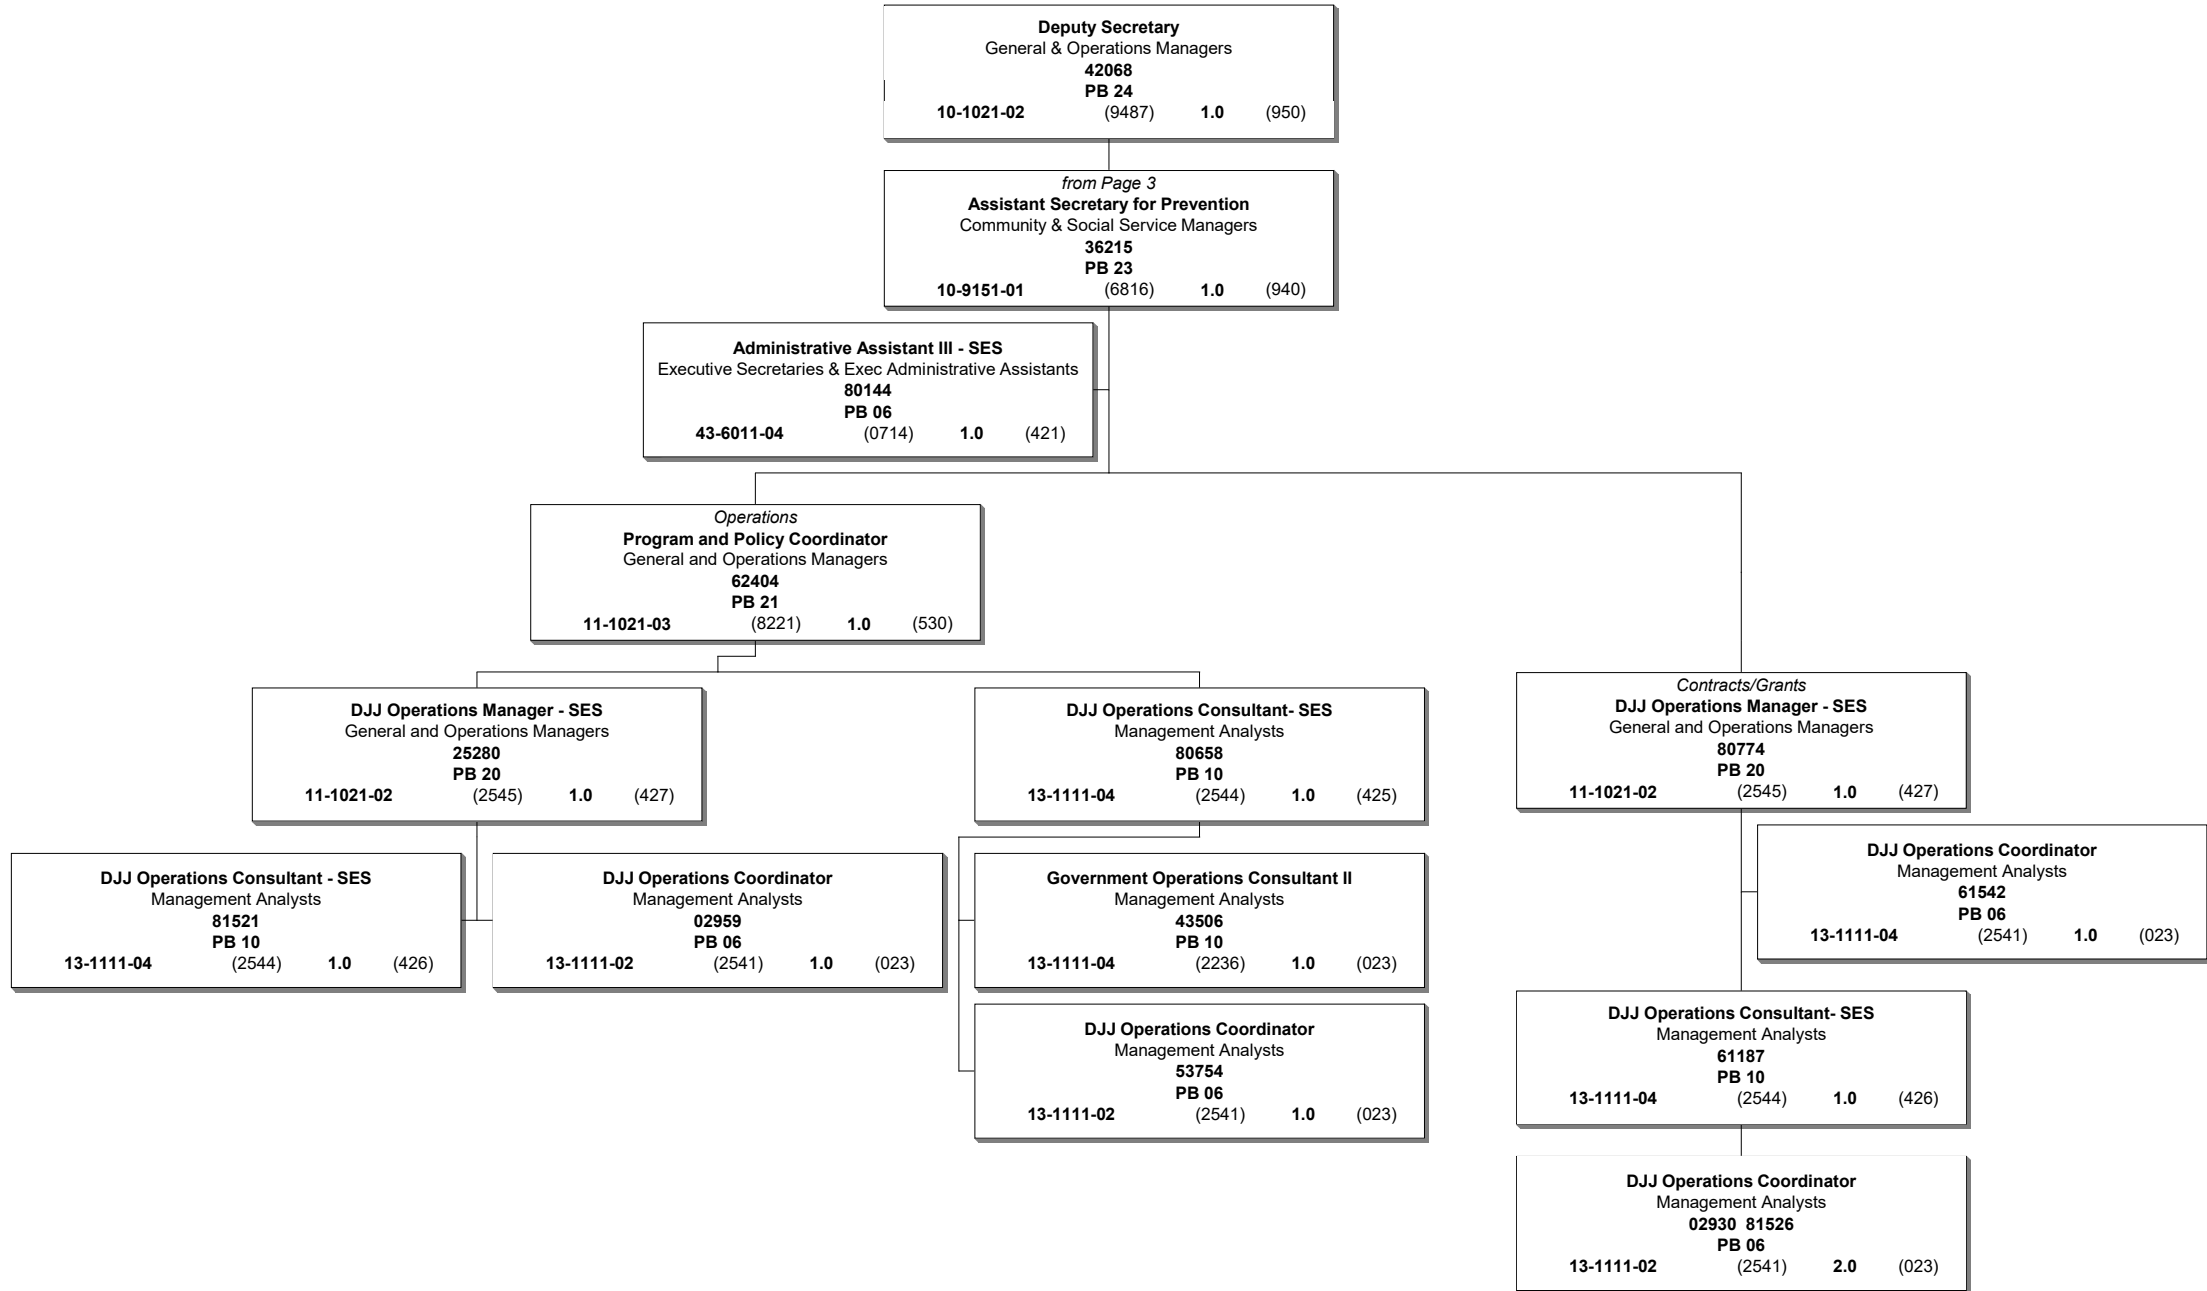 Deputy Secretary
General & Operations Managers
42068
PB 24
10-1021-02 (9487) 1.0 (950)
from Page 3
Assistant Secretary for Prevention
Community & Social Service Managers
36215
PB 23
10-9151-01 (6816) 1.0 (940)
Administrative Assistant III - SES
Executive Secretaries & Exec Administrative Assistants
80144
PB 06
43-6011-04 (0714) 1.0 (421)
Operations
Program and Policy Coordinator
General and Operations Managers
62404
PB 21
11-1021-03 (8221) 1.0 (530)
DJJ Operations Manager - SES
General and Operations Managers
25280
PB 20
11-1021-02 (2545) 1.0 (427)
DJJ Operations Consultant- SES
Management Analysts
80658
PB 10
13-1111-04 (2544) 1.0 (425)
Contracts/Grants
DJJ Operations Manager - SES
General and Operations Managers
80774
PB 20
11-1021-02 (2545) 1.0 (427)
DJJ Operations Consultant - SES
Management Analysts
81521
PB 10
13-1111-04 (2544) 1.0 (426)
DJJ Operations Coordinator
Management Analysts
02959
PB 06
13-1111-02 (2541) 1.0 (023)
Government Operations Consultant II
Management Analysts
43506
PB 10
13-1111-04 (2236) 1.0 (023)
DJJ Operations Coordinator
Management Analysts
61542
PB 06
13-1111-04 (2541) 1.0 (023)
DJJ Operations Coordinator
Management Analysts
53754
PB 06
13-1111-02 (2541) 1.0 (023)
DJJ Operations Consultant- SES
Management Analysts
61187
PB 10
13-1111-04 (2544) 1.0 (426)
DJJ Operations Coordinator
Management Analysts
02930 81526
PB 06
13-1111-02 (2541) 2.0 (023)